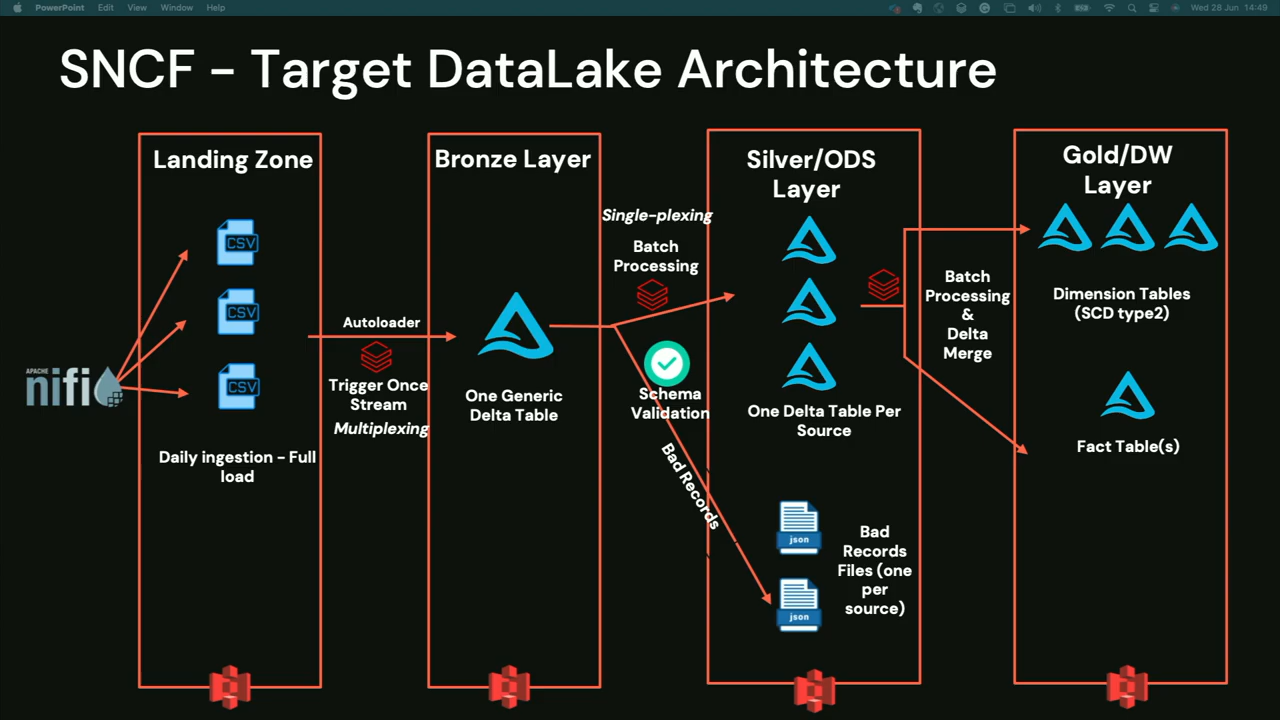 PowerPoint Edit View Window Help
Wed 28 Jun 14:49
SNCF - Target DataLake Architecture
Landing Zone
CSV
CSV
CSV
Daily ingestion - Full
load
APACHE
nifi
Autoloader
Trigger Once
Stream
Multiplexing
Bronze Layer
One Generic
Delta Table
Single-plexing
Batch
Processing
Schema
Validation
Bad Records
Silver/ODS
Layer
One Delta Table Per
Source
json
json
Bad
Records
Files (one
per
source)
Batch
Processing
&
Delta
Merge
Gold/DW
Layer
Dimension Tables
(SCD type2)
Fact Table(s)